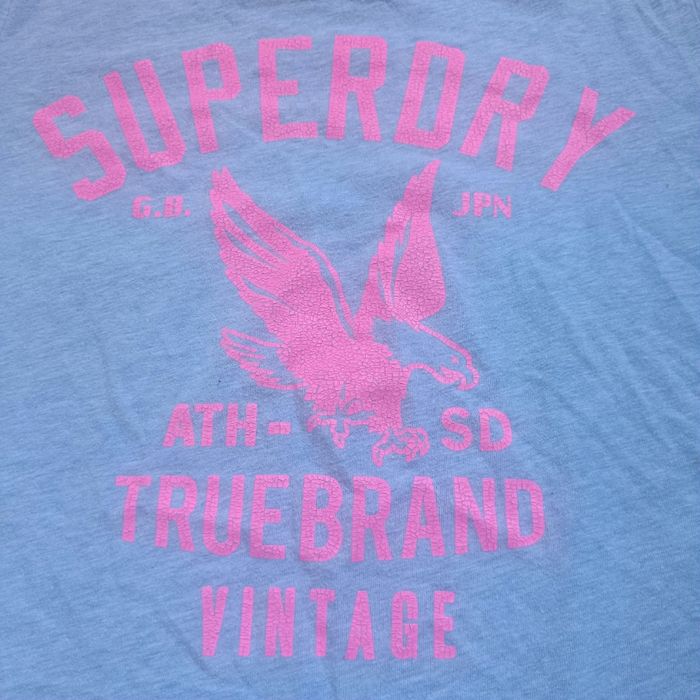 SUPERDRY
G.B. JPN
ATH- SD
TRUEBRAND
VINTAGE